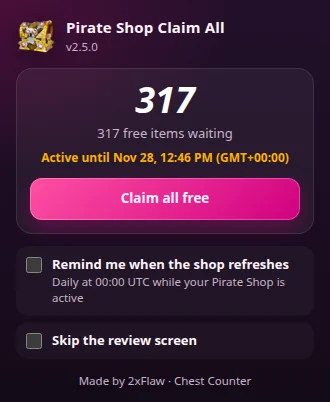 Pirate Shop Claim All
v2.5.0
317
317 free items waiting
Active until Nov 28, 12:46 PM (GMT+00:00)
Claim all free
Remind me when the shop refreshes
Daily at 00:00 UTC while your Pirate Shop is
active
Skip the review screen
Made by 2xFlaw · Chest Counter